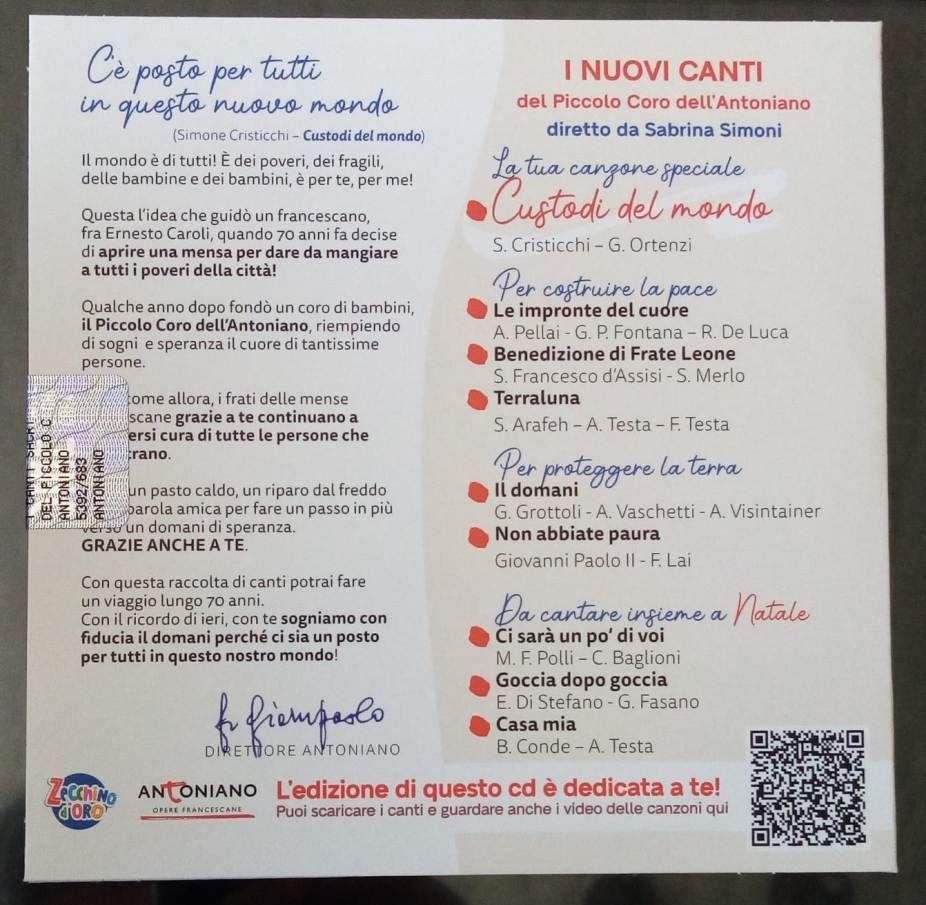 C'è posto per tutti
in questo nuovo mondo
(Simone Cristicchi – Custodi del mondo)
Il mondo è di tutti! È dei poveri, dei fragili,
delle bambine e dei bambini, è per te, per me!
Questa l'idea che guidò un francescano,
fra Ernesto Caroli, quando 70 anni fa decise
di aprire una mensa per dare da mangiare
a tutti i poveri della città!
Qualche anno dopo fondò un coro di bambini,
il Piccolo Coro dell'Antoniano, riempiendo
di sogni e speranza il cuore di tantissime
persone.
come allora, i frati delle mense
scane grazie a te continuano a
ersi cura di tutte le persone che
trano.
un pasto caldo, un riparo dal freddo
parola amica per fare un passo in più
verso un domani di speranza.
GRAZIE ANCHE A TE.
Con questa raccolta di canti potrai fare
un viaggio lungo 70 anni.
Con il ricordo di ieri, con te sogniamo con
fiducia il domani perché ci sia un posto
per tutti in questo nostro mondo!
fr Giampaolo
DIRETTORE ANTONIANO
I CANTI SACRI
DEL PICCOLO C
ANTONIANO
5392/683
ANTONIANO
I NUOVI CANTI
del Piccolo Coro dell'Antoniano
diretto da Sabrina Simoni
La tua canzone speciale
Custodi del mondo
S. Cristicchi – G. Ortenzi
Per costruire la pace
Le impronte del cuore
A. Pellai - G. P. Fontana – R. De Luca
Benedizione di Frate Leone
S. Francesco d'Assisi - S. Merlo
Terraluna
S. Arafeh – A. Testa – F. Testa
Per proteggere la terra
Il domani
G. Grottoli - A. Vaschetti - A. Visintainer
Non abbiate paura
Giovanni Paolo II - F. Lai
Da cantare insieme a Natale
Ci sarà un po' di voi
M. F. Polli – C. Baglioni
Goccia dopo goccia
E. Di Stefano - G. Fasano
Casa mia
B. Conde – A. Testa
Zecchino
d'Oro
ANTONIANO
OPERE FRANCESCANE
L'edizione di questo cd è dedicata a te!
Puoi scaricare i canti e guardare anche i video delle canzoni qui